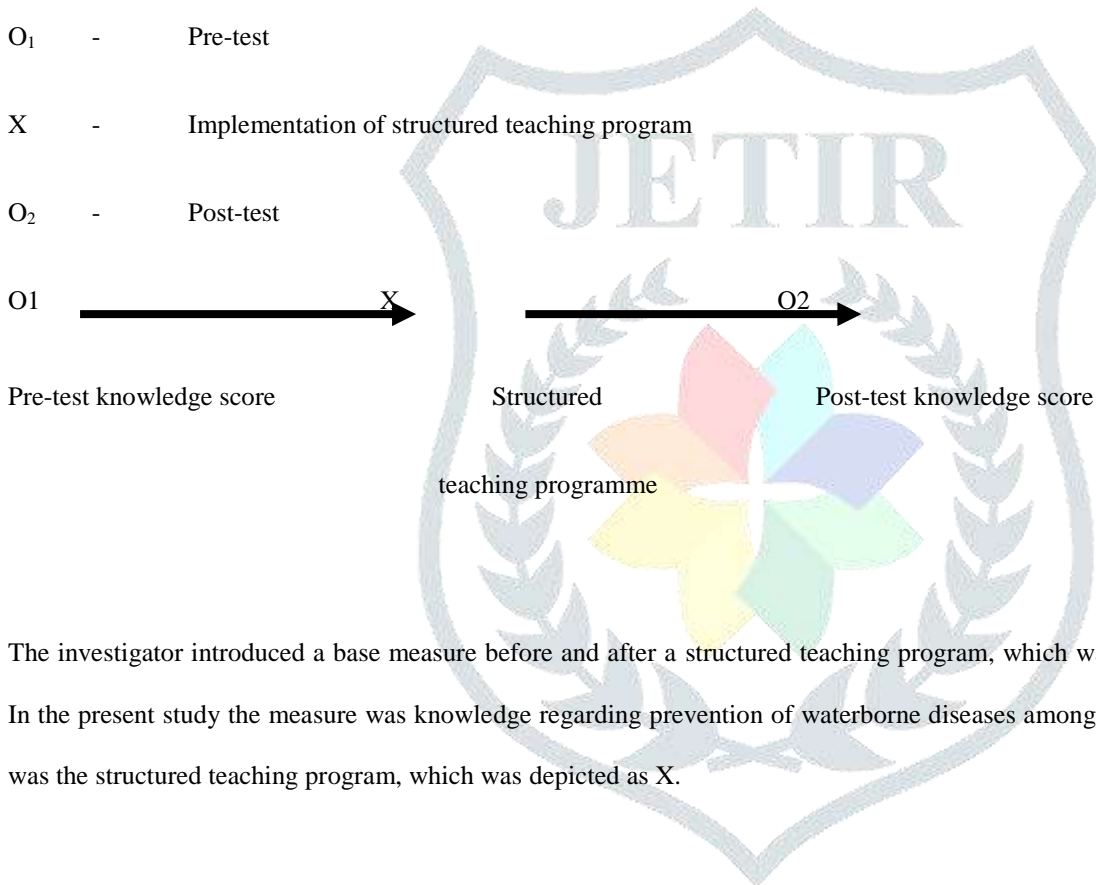 O₁ - Pre-test
X - Implementation of structured teaching program
JETIR
O₂ - Post-test
O1 X O2
Pre-test knowledge score Structured Post-test knowledge score
teaching programme
The investigator introduced a base measure before and after a structured teaching program, which
In the present study the measure was knowledge regarding prevention of waterborne diseases among
was the structured teaching program, which was depicted as X.